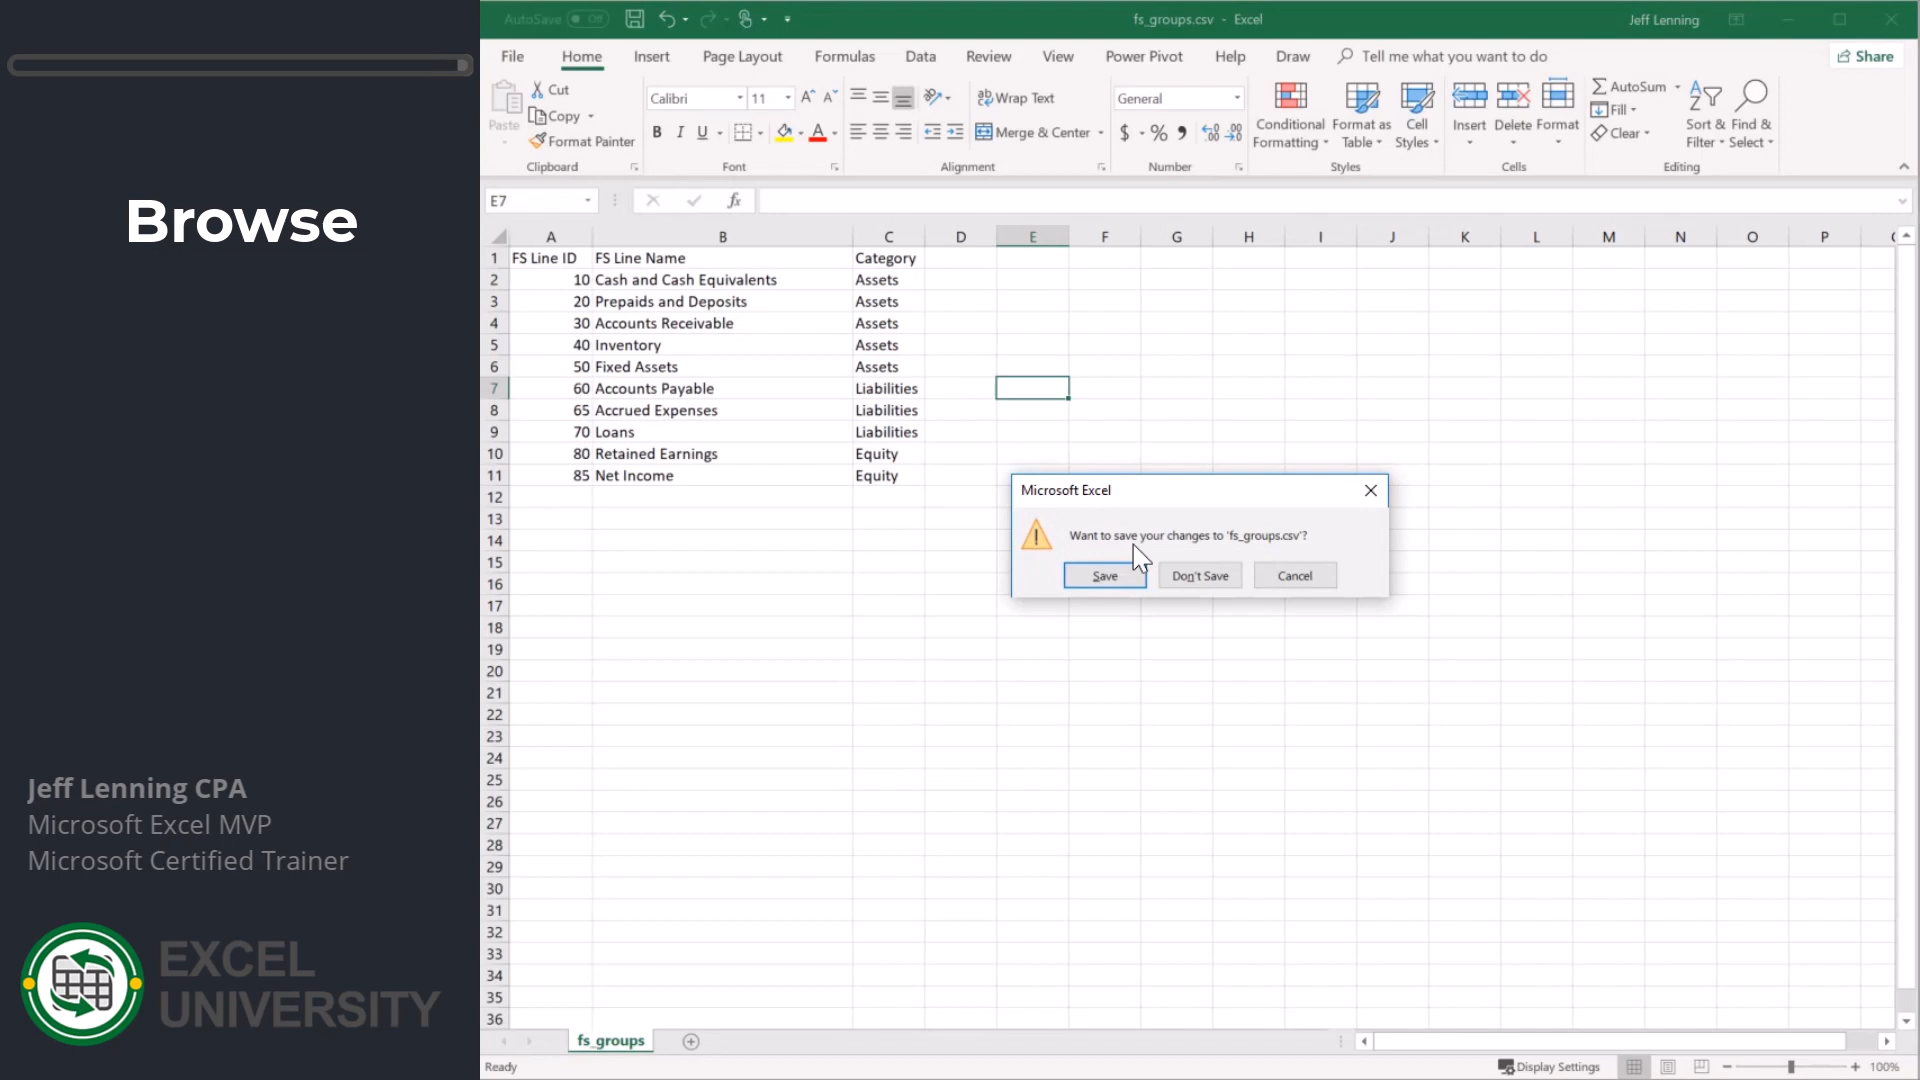 Browse
Jeff Lenning CPA
Microsoft Excel MVP
Microsoft Certified Trainer
EXCEL
UNIVERSITY
AutoSave Off
fs_groups.csv - Excel
Jeff Lenning
File Home Insert Page Layout Formulas Data Review View Power Pivot Help Draw Tell me what you want to do Share
Paste
Cut
Copy
Format Painter
Clipboard
Calibri 11
B I U A
Font
Wrap Text
Merge & Center
Alignment
General
$ % ,
Number
Conditional Formatting
Format as Table
Cell Styles
Styles
Insert Delete Format
Cells
AutoSum
Fill
Clear
Sort & Filter
Find & Select
Editing
E7 fx
A B C D E F G H I J K L M N O P
1 FS Line ID FS Line Name Category
2 10 Cash and Cash Equivalents Assets
3 20 Prepaids and Deposits Assets
4 30 Accounts Receivable Assets
5 40 Inventory Assets
6 50 Fixed Assets Assets
7 60 Accounts Payable Liabilities
8 65 Accrued Expenses Liabilities
9 70 Loans Liabilities
10 80 Retained Earnings Equity
11 85 Net Income Equity
12
13
14
15
16
17
18
19
20
21
22
23
24
25
26
27
28
29
30
31
32
33
34
35
36
Microsoft Excel
Want to save your changes to 'fs_groups.csv'?
Save Don't Save Cancel
fs_groups
Ready
Display Settings
100%